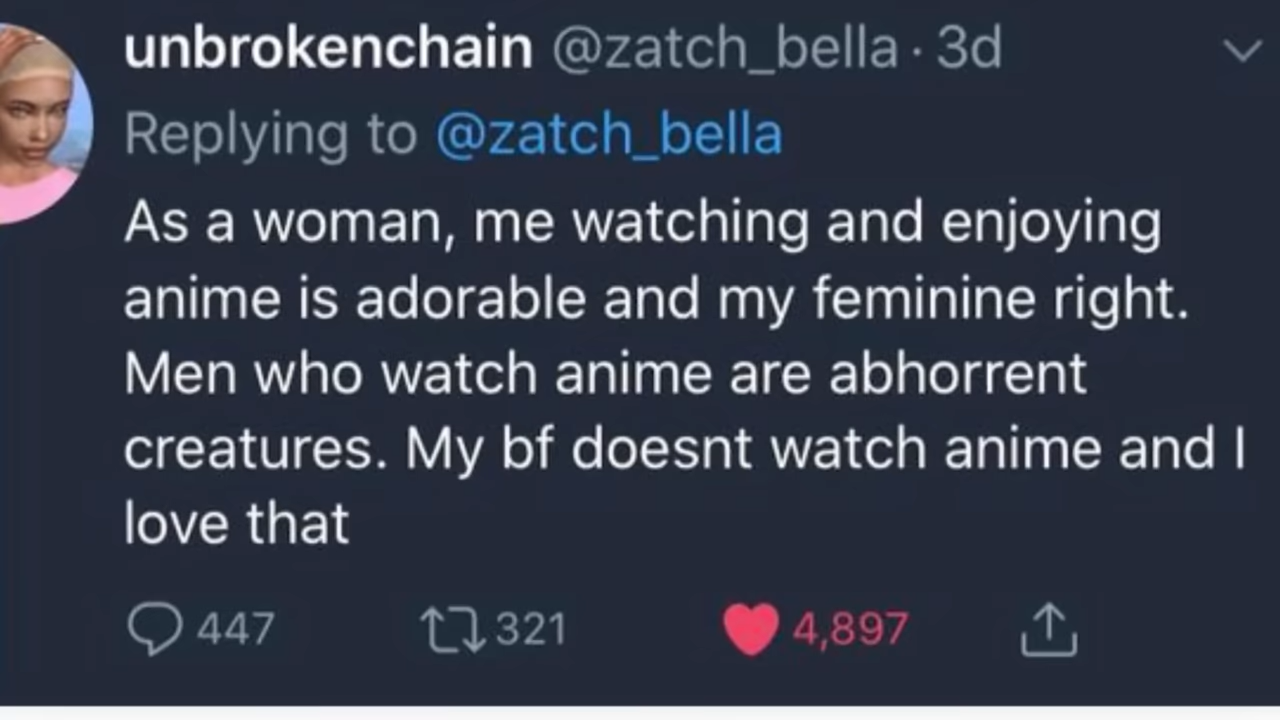 unbrokenchain @zatch_bella · 3d
Replying to @zatch_bella
As a woman, me watching and enjoying
anime is adorable and my feminine right.
Men who watch anime are abhorrent
creatures. My bf doesnt watch anime and I
love that
447 321 4,897